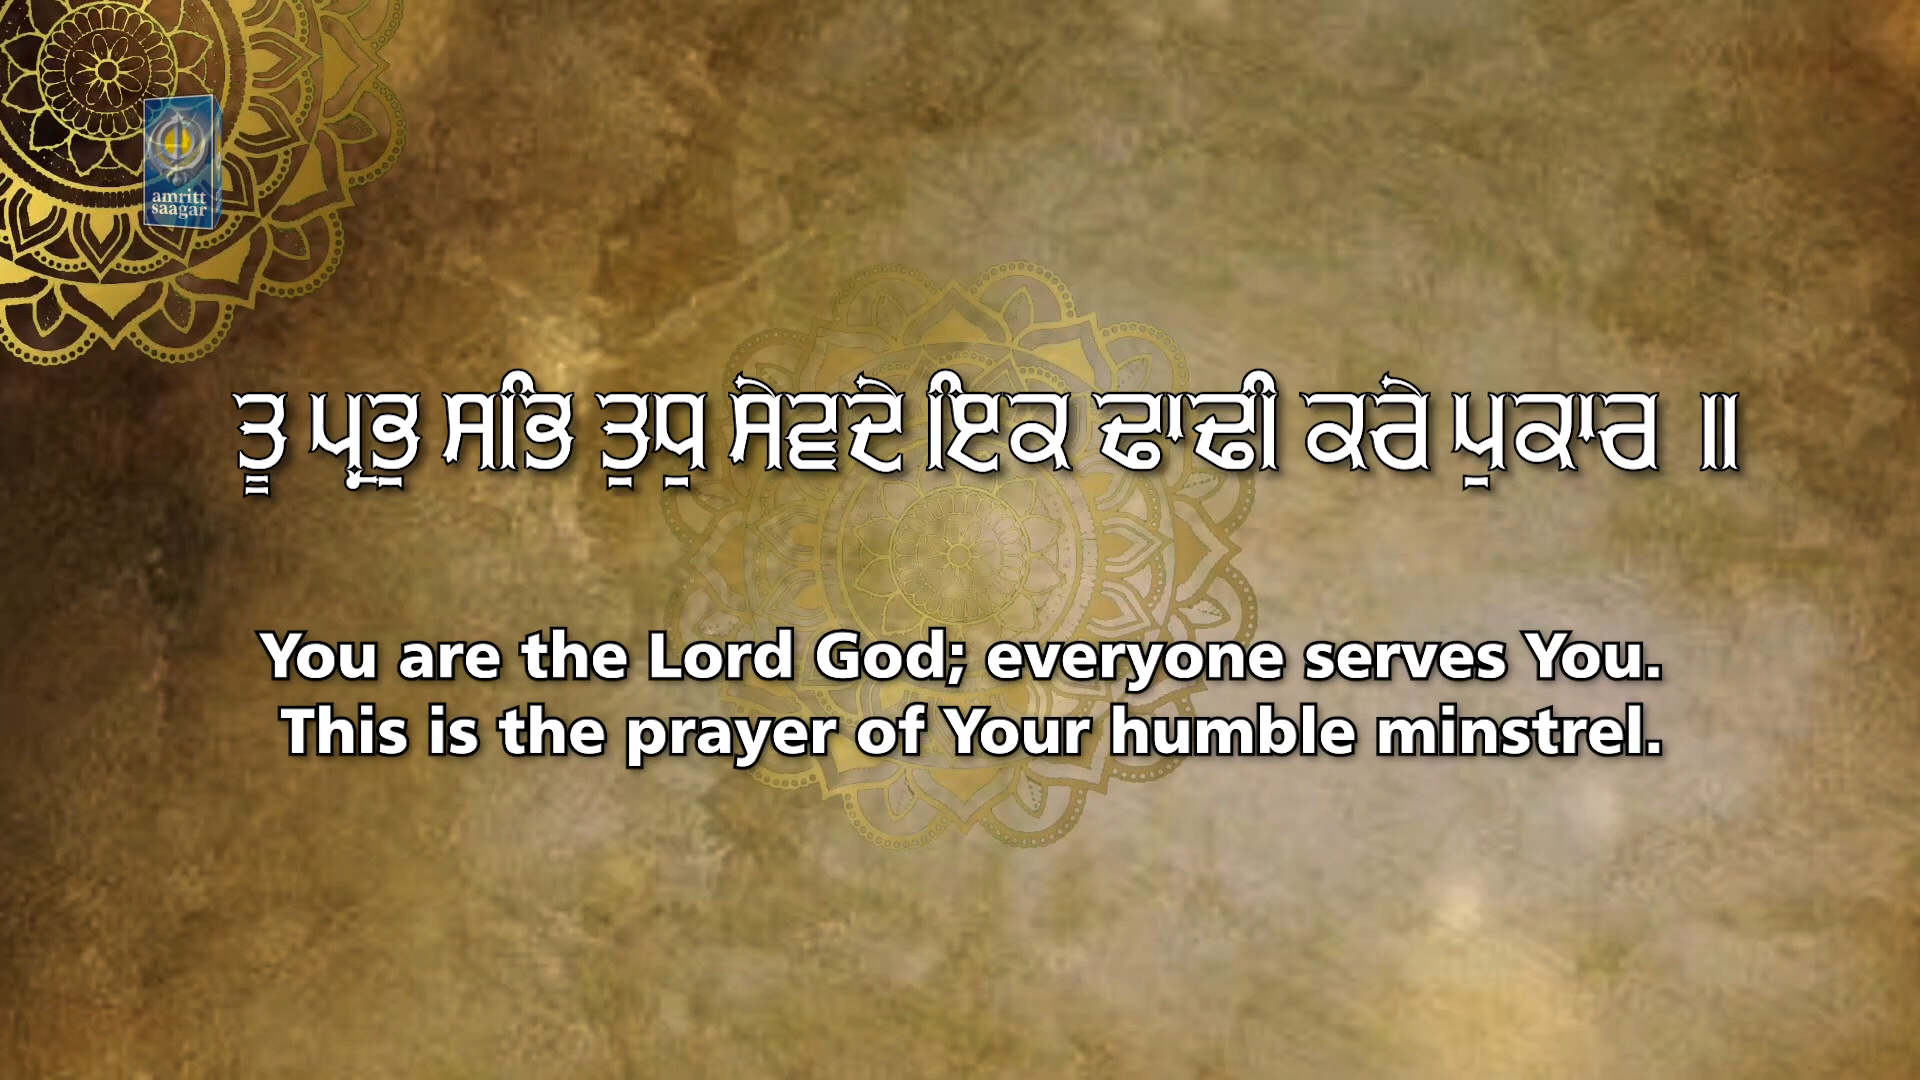 amritt
saagar
ਤੂ ਪ੍ਰਭੁ ਸਭਿ ਤੁਧੁ ਸੇਵਦੇ ਇਕ ਢਾਢੀ ਕਰੇ ਪੁਕਾਰ ॥
You are the Lord God; everyone serves You.
This is the prayer of Your humble minstrel.